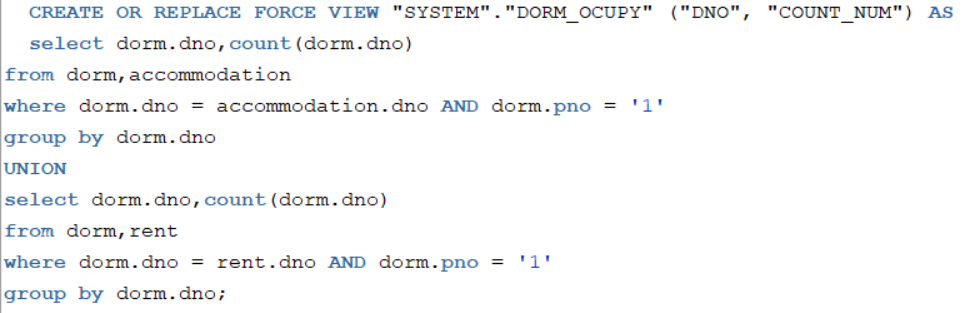 CREATE OR REPLACE FORCE VIEW "SYSTEM"."DORM_OCUPY" ("DNO", "COUNT_NUM") AS
select dorm.dno,count(dorm.dno)
from dorm,accommodation
where dorm.dno = accommodation.dno AND dorm.pno = '1'
group by dorm.dno
UNION
select dorm.dno,count(dorm.dno)
from dorm,rent
where dorm.dno = rent.dno AND dorm.pno = '1'
group by dorm.dno;